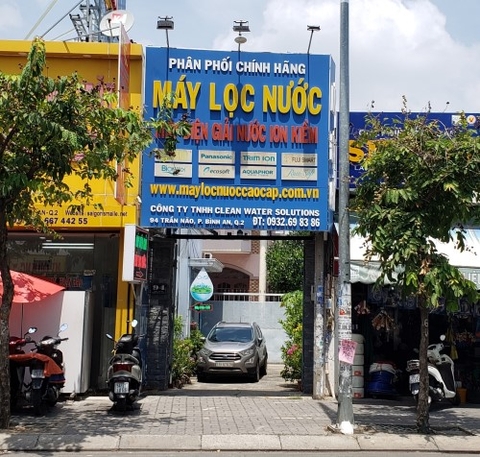 PHÂN PHỐI CHÍNH HÃNG
MÁY LỌC NƯỚC
MÁY ĐIỆN GIẢI NƯỚC ION KIỀM
Panasonic TRIM ION
ecosoft AQUAPHOR
www.maylocnuoccaocap.com.vn
CÔNG TY TNHH CLEAN WATER SOLUTIONS
94 TRẦN NÃO, P. BÌNH AN, Q.2 ĐT: 0932.69 83 86
667 442 55